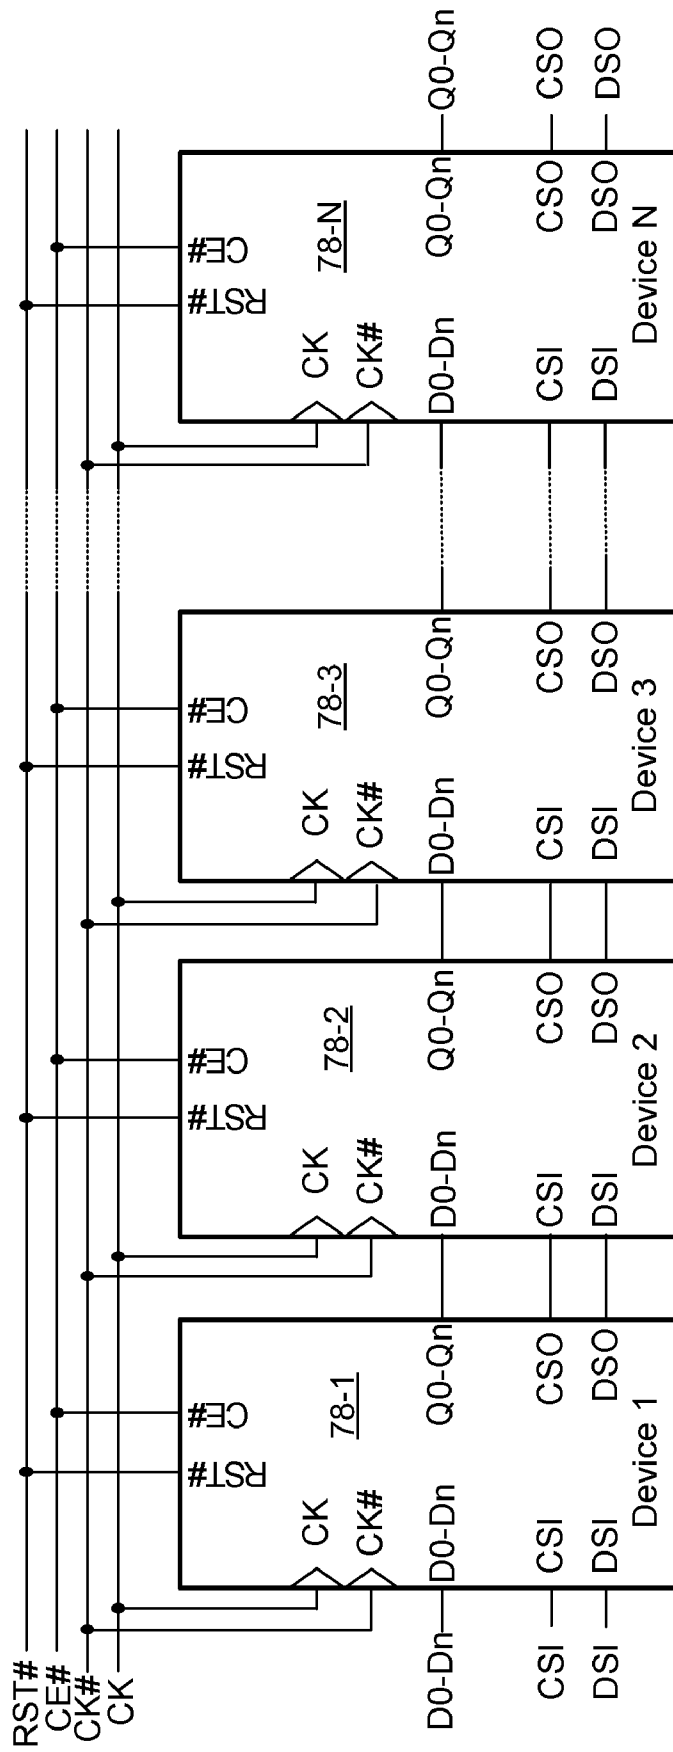 RST#
CE#
CK#
CK
RST# CE#
CK
CK#
78-1
D0-Dn D0-Dn Q0-Qn
CSI CSI CSO
DSI DSI DSO
Device 1
RST# CE#
CK
CK#
78-2
D0-Dn Q0-Qn
CSI CSO
DSI DSO
Device 2
RST# CE#
CK
CK#
78-3
D0-Dn Q0-Qn
CSI CSO
DSI DSO
Device 3
RST# CE#
CK
CK#
78-N
D0-Dn Q0-Qn Q0-Qn
CSI CSO CSO
DSI DSO DSO
Device N